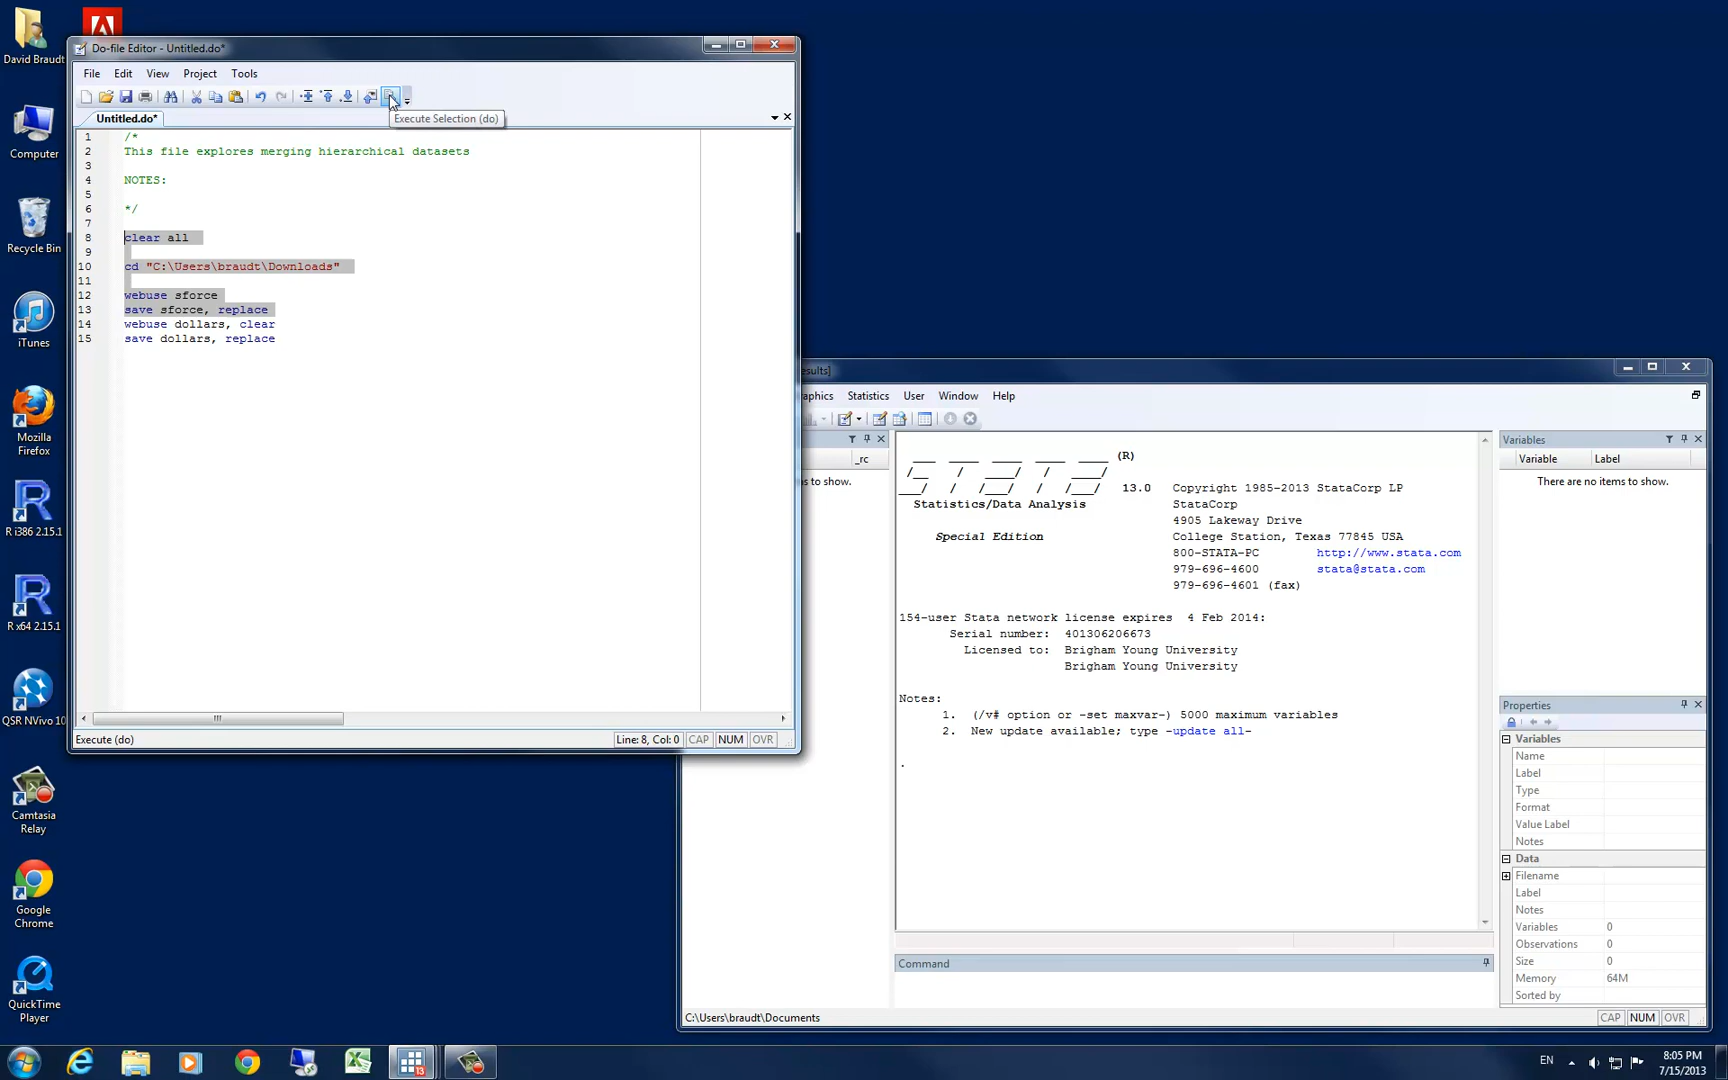 David Braudt
Computer
Recycle Bin
iTunes
Mozilla
Firefox
R i386 2.15.1
R x64 2.15.1
QSR NVivo 10
Camtasia
Relay
Google
Chrome
QuickTime
Player
Do-file Editor - Untitled.do*
File Edit View Project Tools
Execute Selection (do)
Untitled.do*
1 /*
2 This file explores merging hierarchical datasets
3
4 NOTES:
5
6 */
7
8 clear all
9
10 cd "C:\Users\braudt\Downloads"
11
12 webuse sforce
13 save sforce, replace
14 webuse dollars, clear
15 save dollars, replace
Execute (do)
Line: 8, Col: 0 CAP NUM OVR
esults]
aphics Statistics User Window Help
_rc
s to show.
(R)
13.0 Copyright 1985-2013 StataCorp LP
Statistics/Data Analysis StataCorp
4905 Lakeway Drive
Special Edition College Station, Texas 77845 USA
800-STATA-PC http://www.stata.com
979-696-4600 stata@stata.com
979-696-4601 (fax)
154-user Stata network license expires 4 Feb 2014:
Serial number: 401306206673
Licensed to: Brigham Young University
Brigham Young University
Notes:
1. (/v# option or -set maxvar-) 5000 maximum variables
2. New update available; type -update all-
.
Command
C:\Users\braudt\Documents
CAP NUM OVR
Variables
Variable Label
There are no items to show.
Properties
Variables
Name
Label
Type
Format
Value Label
Notes
Data
Filename
Label
Notes
Variables 0
Observations 0
Size 0
Memory 64M
Sorted by
13
EN
8:05 PM
7/15/2013